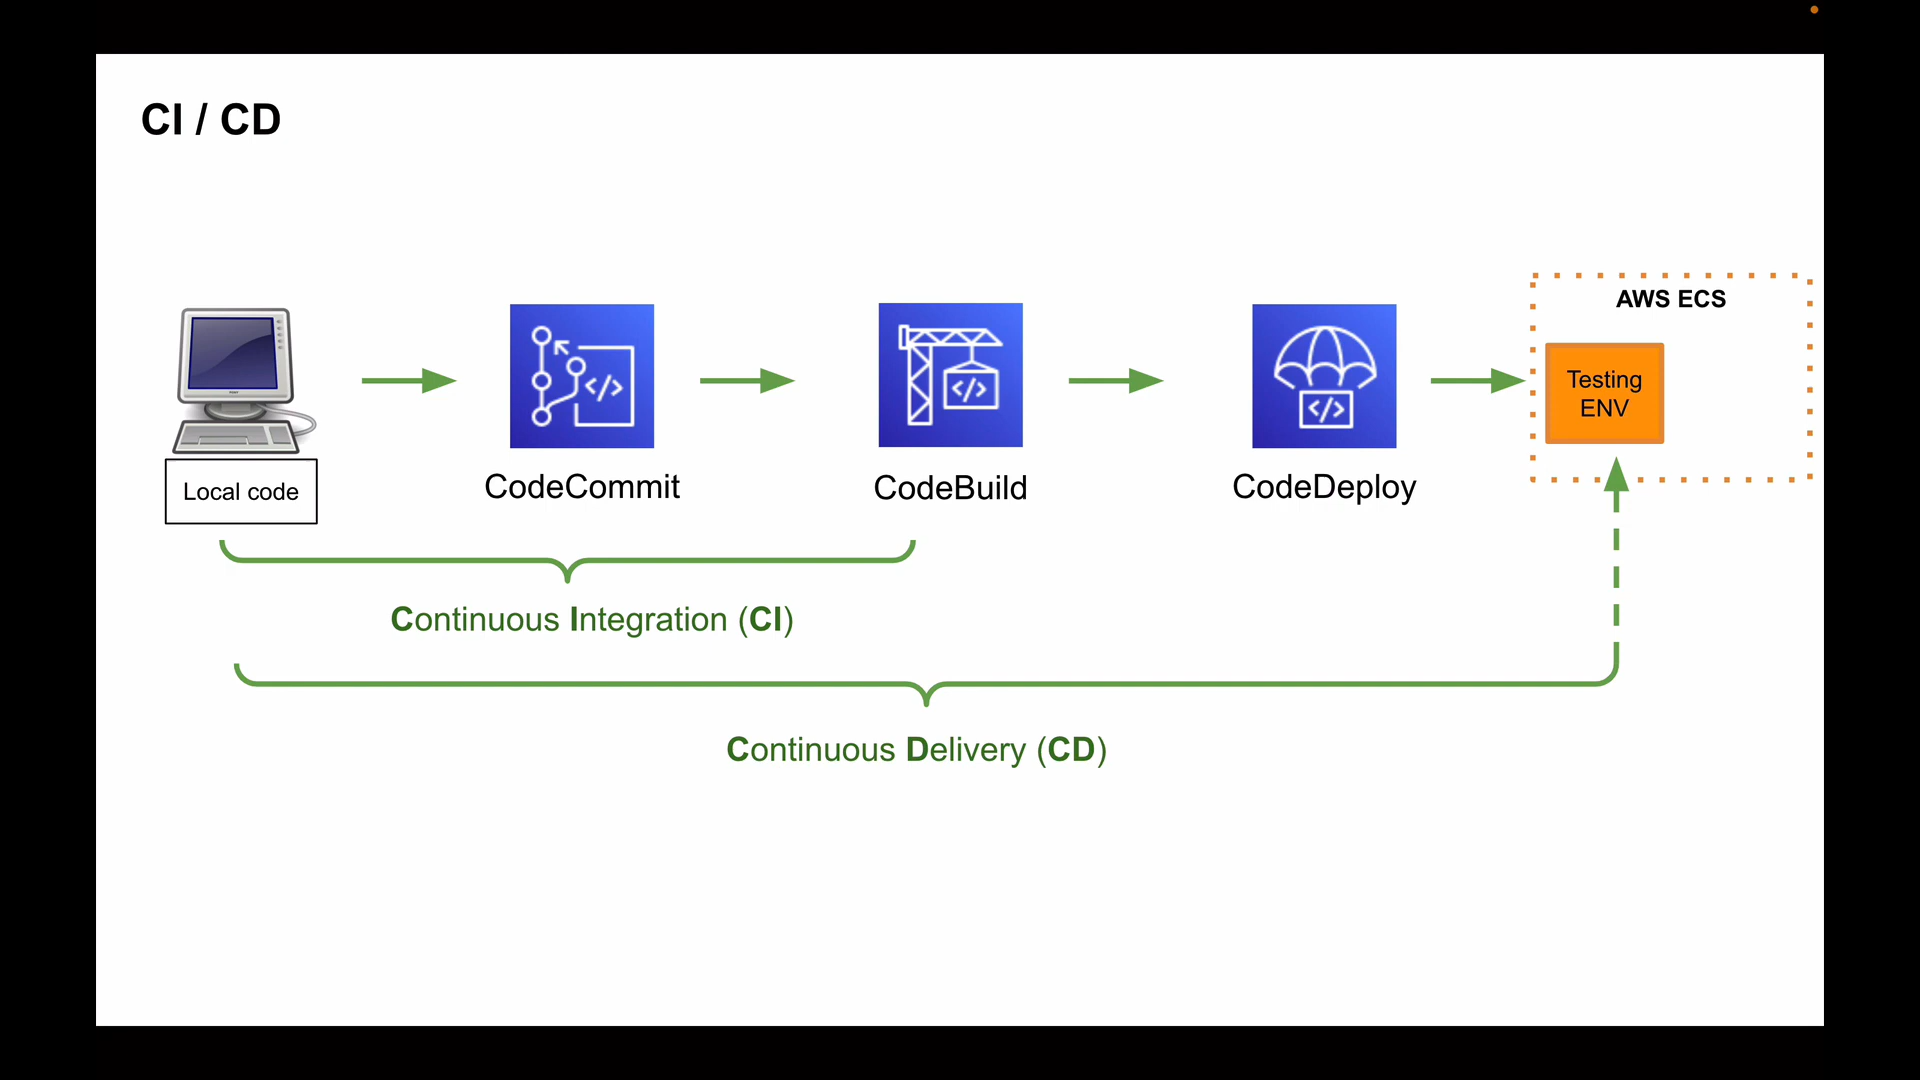 CI / CD
AWS ECS
Testing
ENV
</>
</>
</>
Local code
CodeCommit
CodeBuild
CodeDeploy
Continuous Integration (CI)
Continuous Delivery (CD)